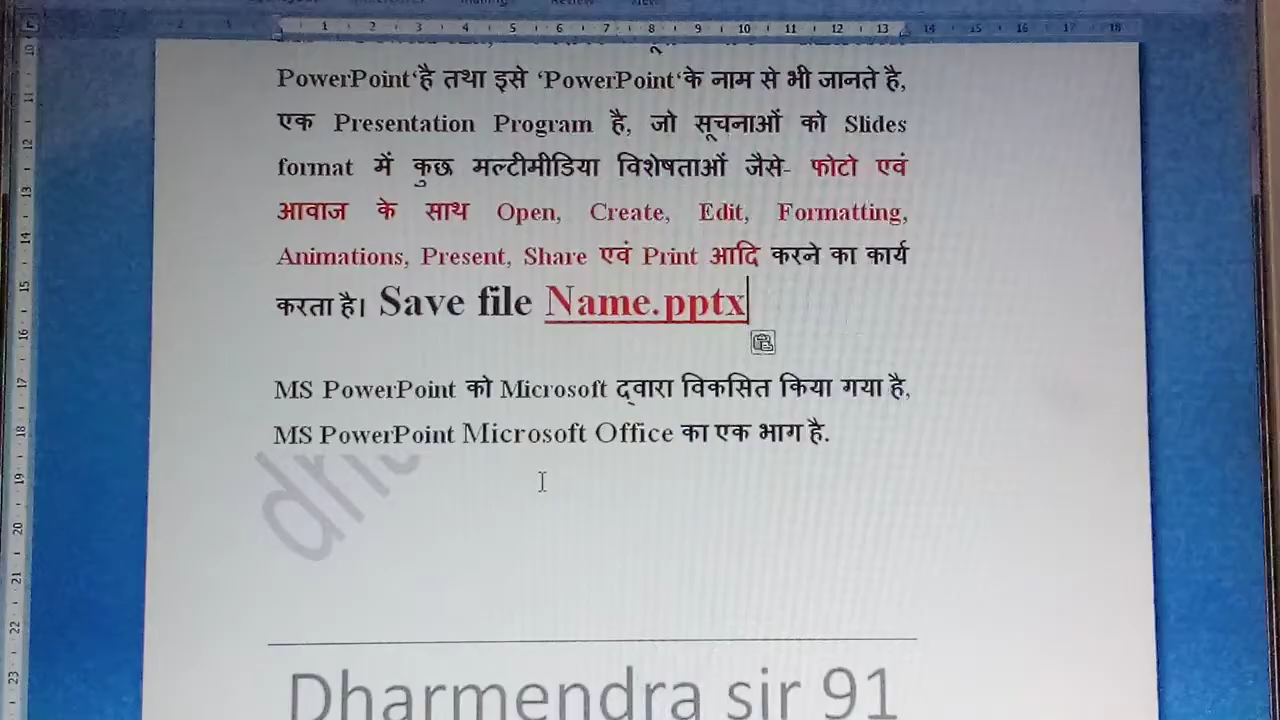 PowerPoint‘है तथा इसे ‘PowerPoint‘के नाम से भी जानते है,
एक Presentation Program है, जो सूचनाओं को Slides
format में कुछ मल्टीमीडिया विशेषताओं जैसे- फोटो एवं
आवाज के साथ Open, Create, Edit, Formatting,
Animations, Present, Share एवं Print आदि करने का कार्य
करता है। Save file Name.pptx
MS PowerPoint को Microsoft द्वारा विकसित किया गया है,
MS PowerPoint Microsoft Office का एक भाग है.
Dharmendra sir 91